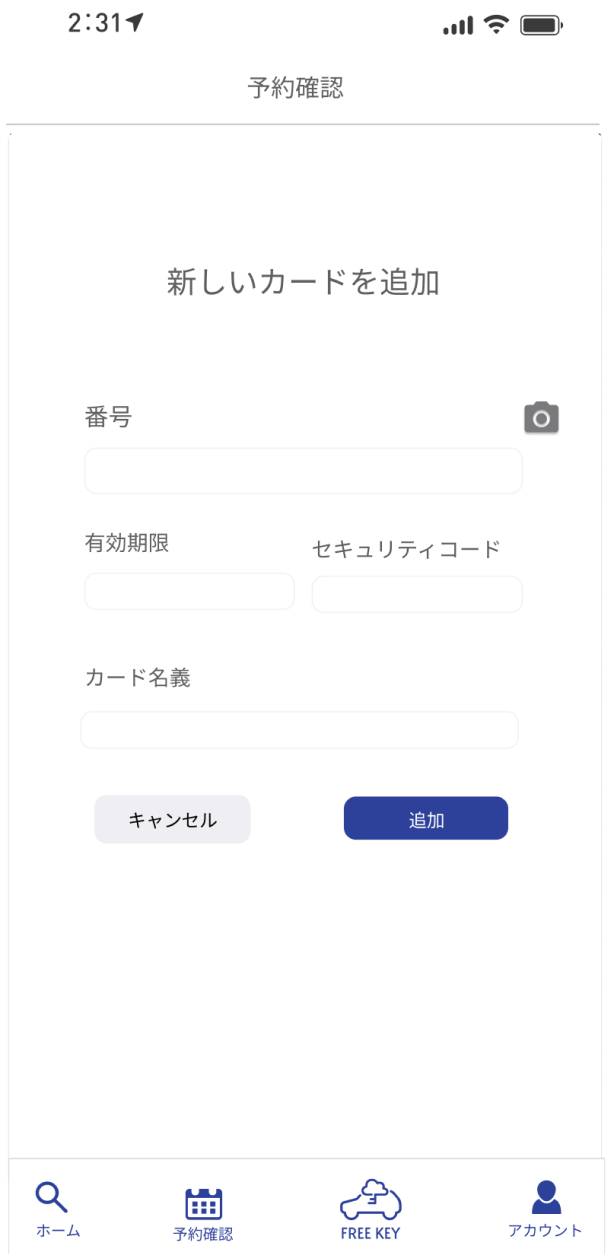 2:31
予約確認
新しいカードを追加
番号
有効期限
セキュリティコード
カード名義
キャンセル
追加
ホーム
予約確認
FREE KEY
アカウント